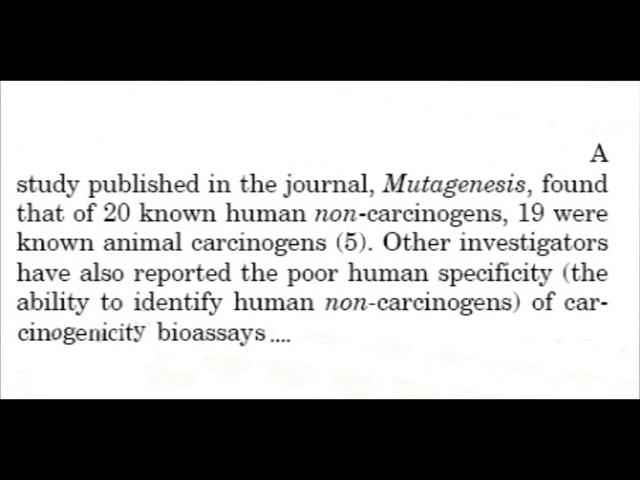 A
study published in the journal, Mutagenesis, found
that of 20 known human non-carcinogens, 19 were
known animal carcinogens (5). Other investigators
have also reported the poor human specificity (the
ability to identify human non-carcinogens) of car-
cinogenicity bioassays ....